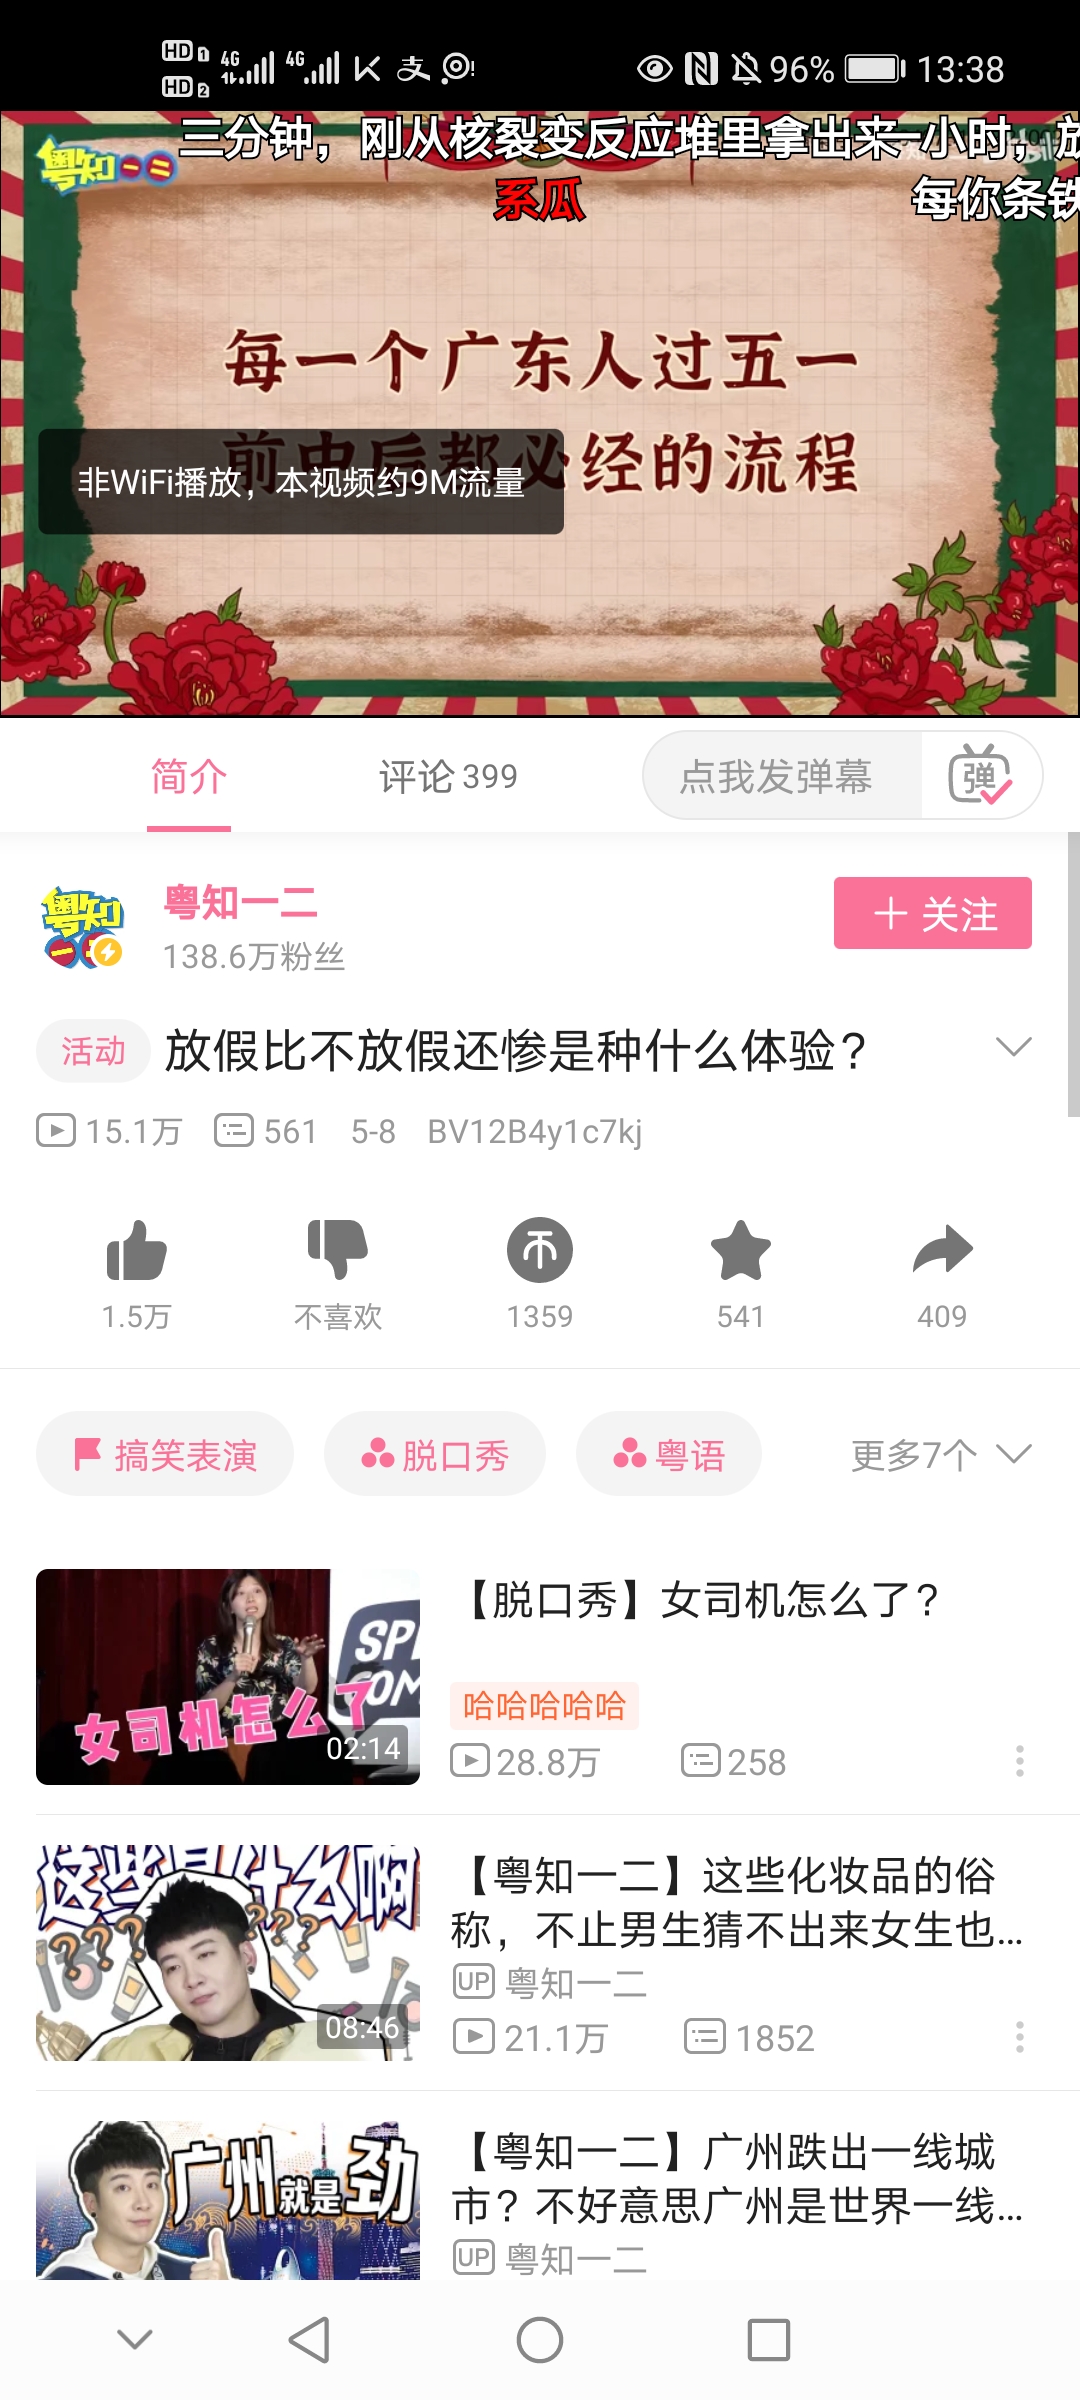 HD 1 4G 4G
HD 2
96% 13:38
粤知一二
三分钟，刚从核裂变反应堆里拿出来一小时，放
系瓜
每你条铁
每一个广东人过五一
前中后都必经的流程
非WiFi播放，本视频约9M流量
简介
评论 399
点我发弹幕
弹
粤知一二
138.6万粉丝
关注
活动
放假比不放假还惨是种什么体验？
15.1万 561 5-8 BV12B4y1c7kj
1.5万 不喜欢 1359 541 409
搞笑表演 脱口秀 粤语 更多7个
SPI
COM
女司机怎么了
02:14
【脱口秀】女司机怎么了？
哈哈哈哈哈
28.8万 258
这些是什么啊
???
???
08:46
【粤知一二】这些化妆品的俗
称，不止男生猜不出来女生也...
UP 粤知一二
21.1万 1852
广州就是劲
【粤知一二】广州跌出一线城
市？不好意思广州是世界一线...
UP 粤知一二